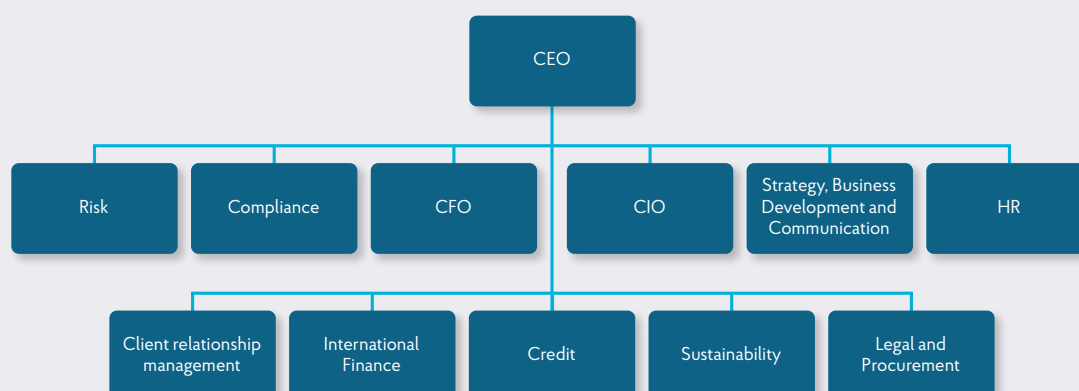 CEO
Risk
Compliance
CFO
CIO
Strategy, Business
Development and
Communication
HR
Client relationship
management
International
Finance
Credit
Sustainability
Legal and
Procurement